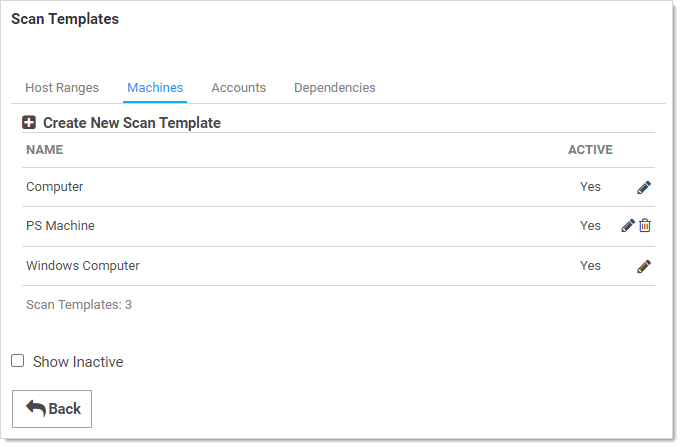 Scan Templates
Host Ranges Machines Accounts Dependencies
Create New Scan Template
NAME ACTIVE
Computer Yes
PS Machine Yes
Windows Computer Yes
Scan Templates: 3
Show Inactive
Back